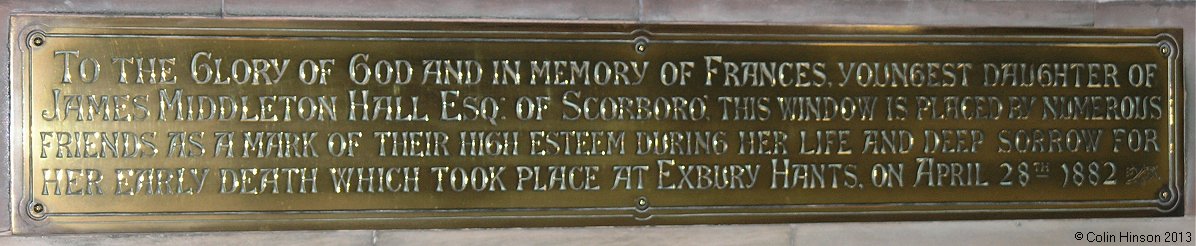 To the Glory of God and in memory of Frances, youngest daughter of
James Middleton Hall Esq: of Scorboro', this window is placed by numerous
friends as a mark of their high esteem during her life and deep sorrow for
her early death which took place at Exbury Hants, on April 28TH 1882
© Colin Hinson 2013